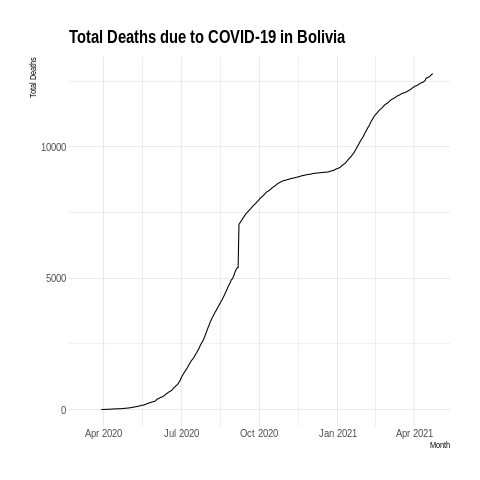 Total Deaths due to COVID-19 in Bolivia
Total Deaths
10000
5000
0
Apr 2020 Jul 2020 Oct 2020 Jan 2021 Apr 2021
Month